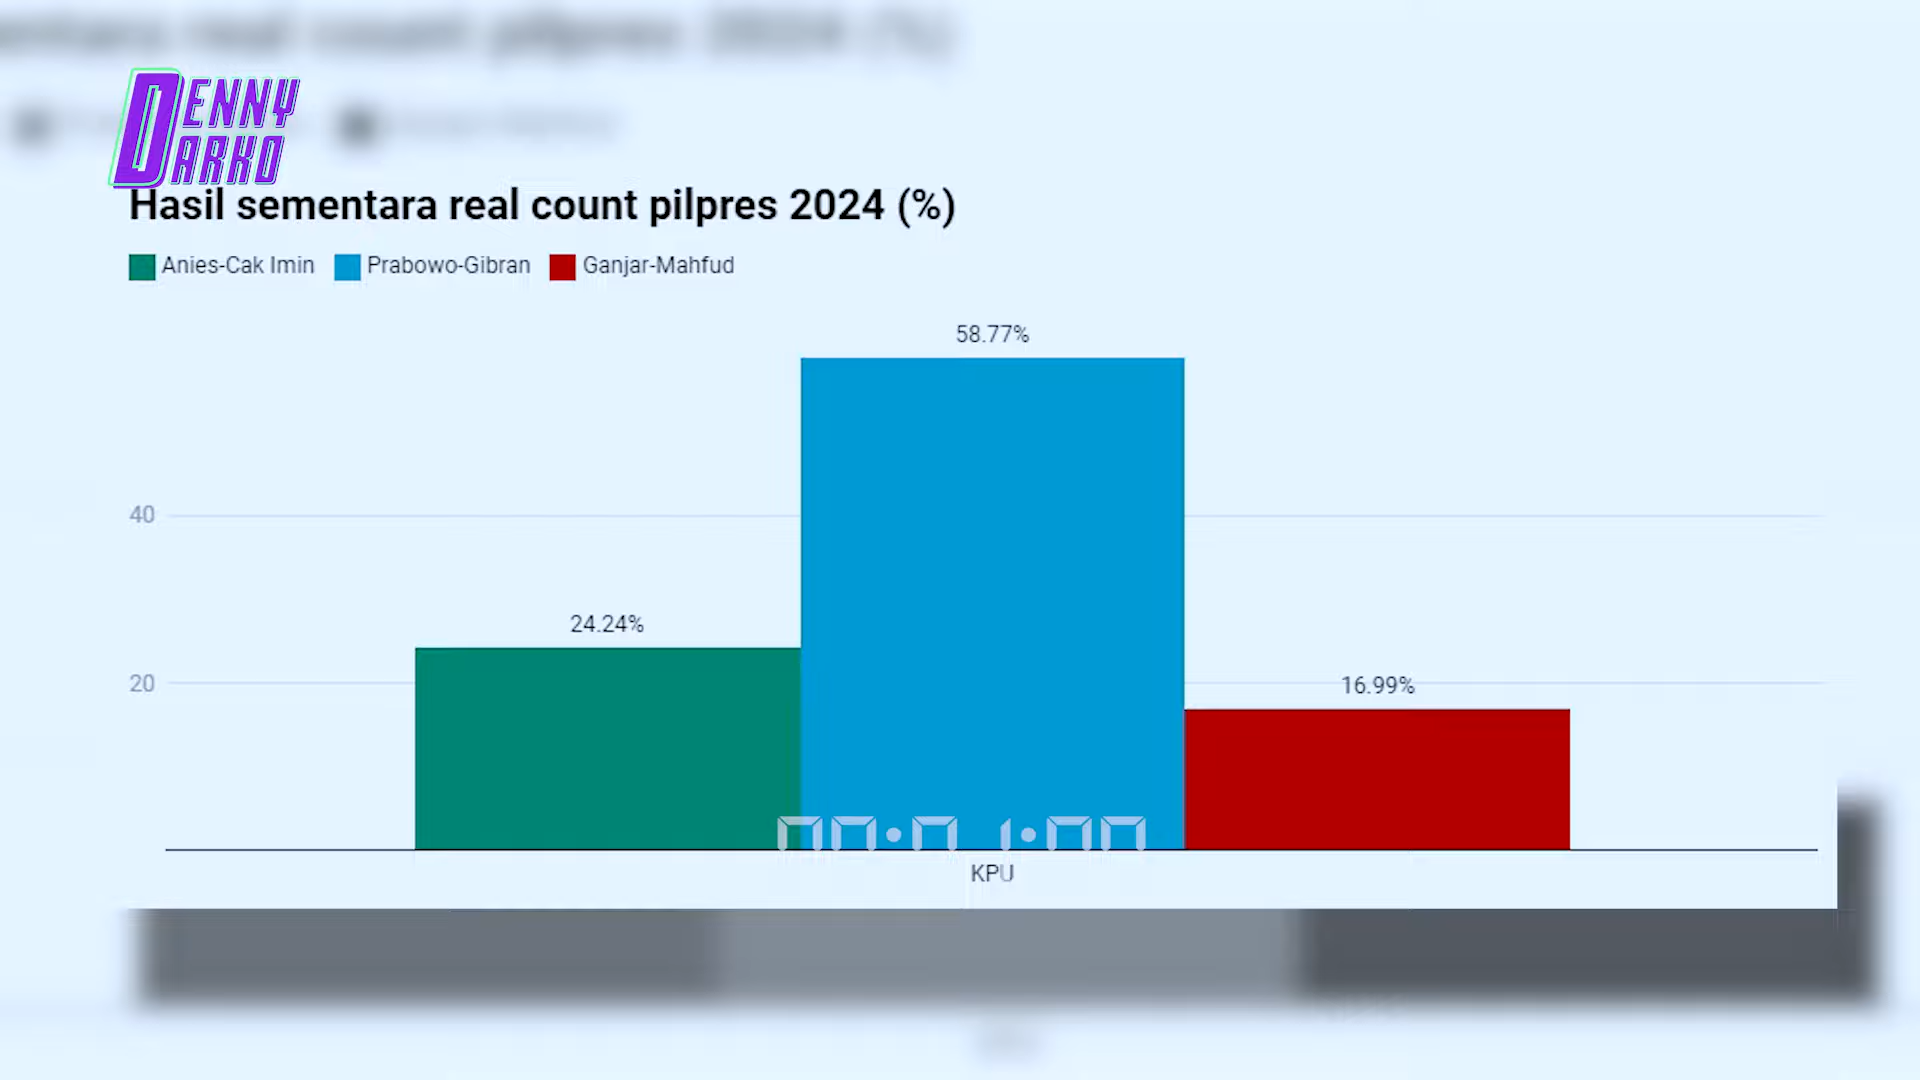 DENNY
DARKO
Hasil sementara real count pilpres 2024 (%)
Anies-Cak Imin Prabowo-Gibran Ganjar-Mahfud
58.77%
40
24.24%
20
16.99%
KPU